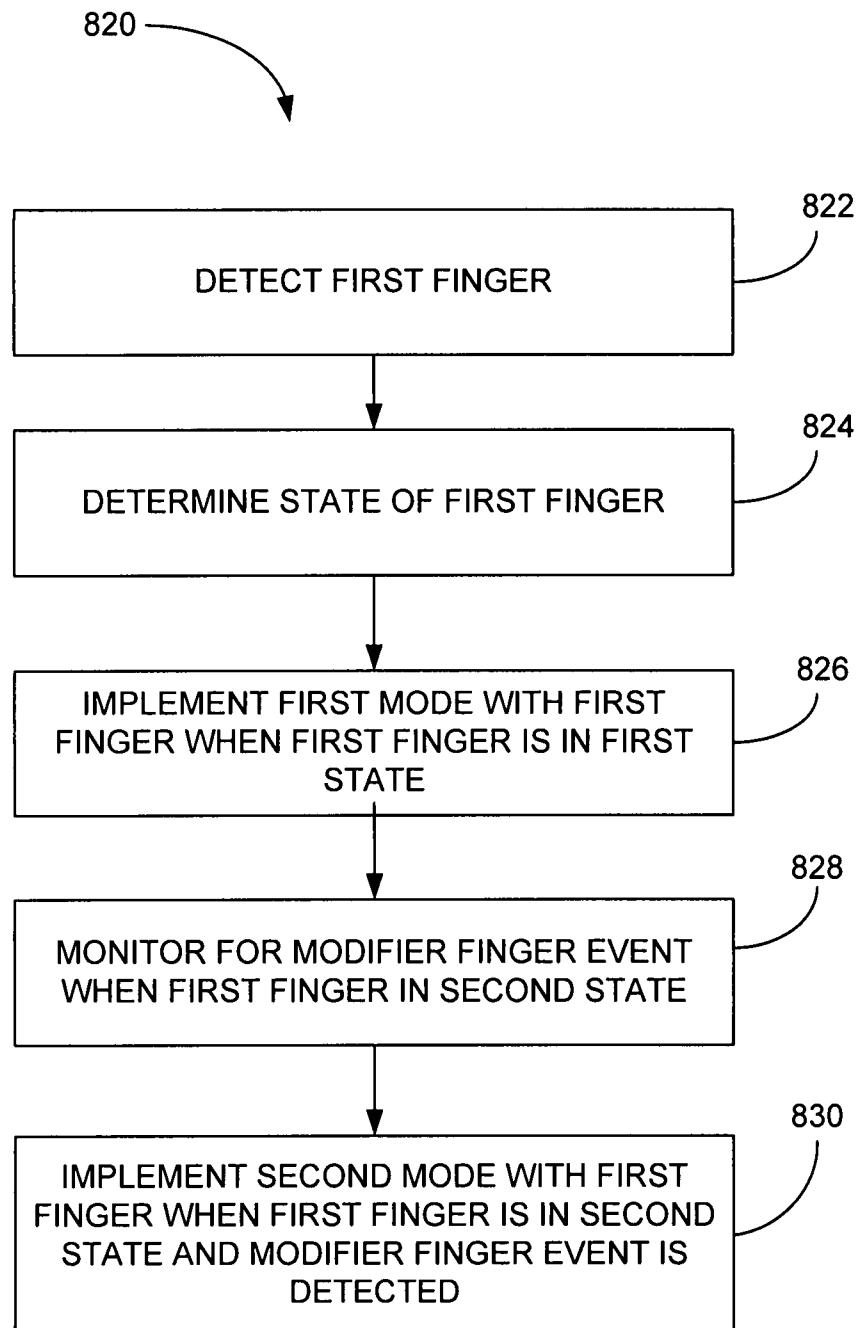 820
822
DETECT FIRST FINGER
824
DETERMINE STATE OF FIRST FINGER
826
IMPLEMENT FIRST MODE WITH FIRST
FINGER WHEN FIRST FINGER IS IN FIRST
STATE
828
MONITOR FOR MODIFIER FINGER EVENT
WHEN FIRST FINGER IN SECOND STATE
830
IMPLEMENT SECOND MODE WITH FIRST
FINGER WHEN FIRST FINGER IS IN SECOND
STATE AND MODIFIER FINGER EVENT IS
DETECTED